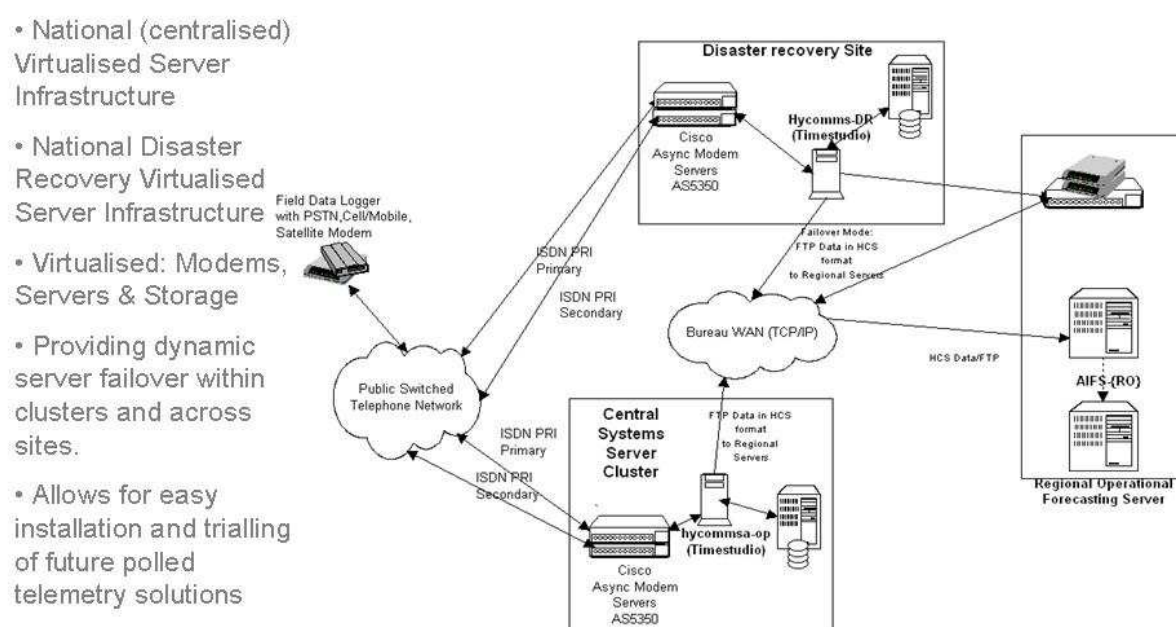 • National (centralised)
Virtualised Server
Infrastructure
• National Disaster
Recovery Virtualised
Server Infrastructure
• Virtualised: Modems,
Servers & Storage
• Providing dynamic
server failover within
clusters and across
sites.
• Allows for easy
installation and trialling
of future polled
telemetry solutions
Field Data Logger
with PSTN,Cell/Mobile,
Satellite Modem
Public Switched
Telephone Network
ISDN PRI
Primary
ISDN PRI
Secondary
ISDN PRI
Primary
ISDN PRI
Secondary
Disaster recovery Site
Cisco
Async Modem
Servers
AS5350
Hycomms-DR
(Timestudio)
Failover Mode:
FTP Data in HCS
format
to Regional Servers
Bureau WAN (TCP/IP)
HCS Data/FTP
AIFS-{RO}
Regional Operational
Forecasting Server
Central
Systems
Server
Cluster
FTP Data in HCS
format
to Regional
Servers
hycommsa-op
(Timestudio)
Cisco
Async Modem
Servers
AS5350